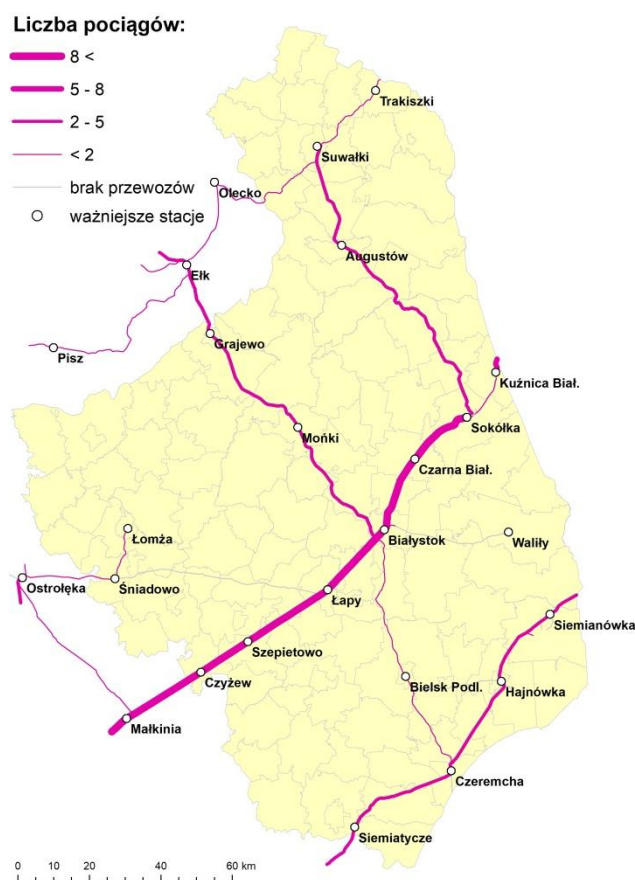 Liczba pociągów:
8 <
5 - 8
2 - 5
< 2
brak przewozów
ważniejsze stacje
Trakiszki
Suwałki
Olecko
Augustów
Ełk
Grajewo
Pisz
Kuźnica Biał.
Sokółka
Mońki
Czarna Biał.
Łomża
Białystok
Waliły
Ostrołęka
Śniadowo
Łapy
Siemianówka
Szepietowo
Czyżew
Bielsk Podl.
Hajnówka
Małkinia
Czeremcha
Siemiatycze
0 10 20 40 60 km